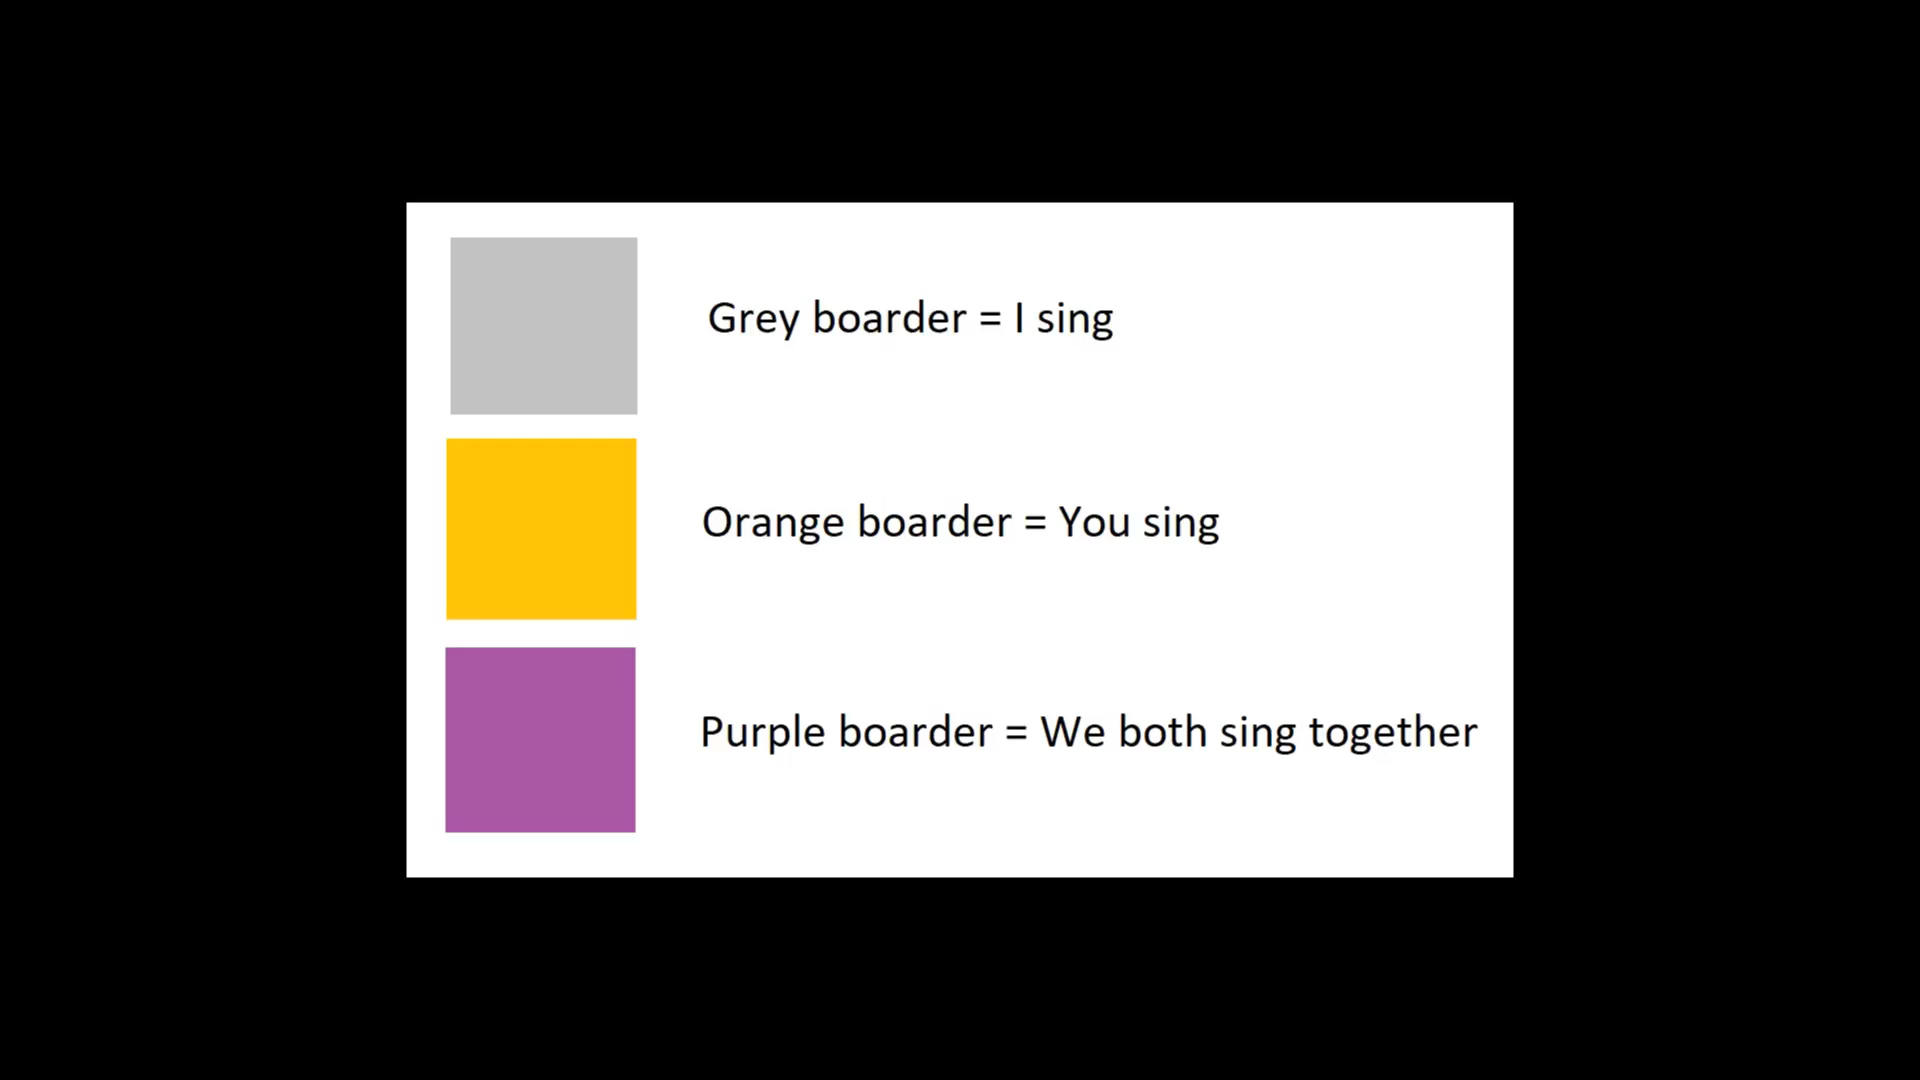 Grey boarder = I sing
Orange boarder = You sing
Purple boarder = We both sing together